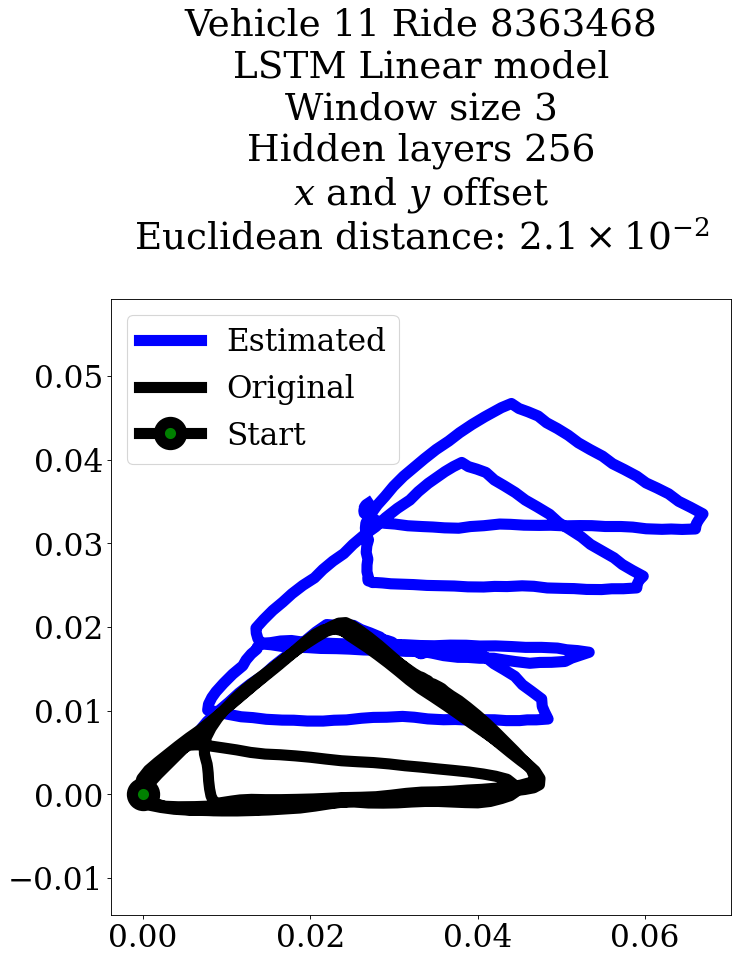 Vehicle 11 Ride 8363468
LSTM Linear model
Window size 3
Hidden layers 256
x and y offset
Euclidean distance: 2.1 × 10⁻²
Estimated
Original
Start
0.05
0.04
0.03
0.02
0.01
0.00
−0.01
0.00 0.02 0.04 0.06